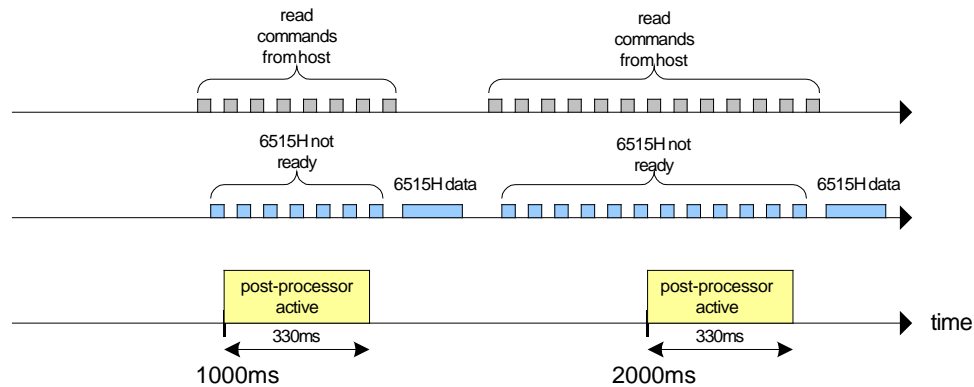 read
commands
from host
read
commands
from host
6515H not
ready
6515H data
6515H not
ready
6515H data
post-processor
active
330ms
post-processor
active
330ms
time
1000ms
2000ms